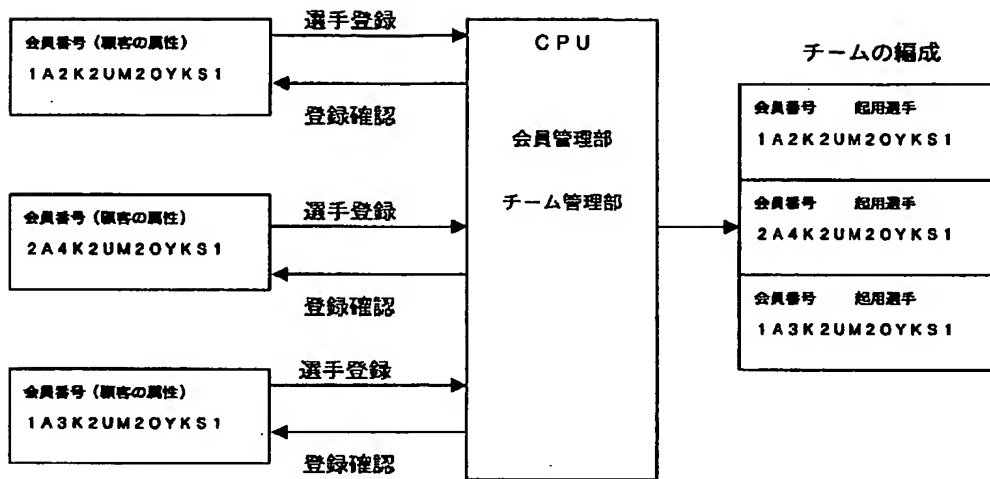 選手登録
会員番号（顧客の属性）
1A2K2UM2OYKS1
登録確認
選手登録
会員番号（顧客の属性）
2A4K2UM2OYKS1
登録確認
選手登録
会員番号（顧客の属性）
1A3K2UM2OYKS1
登録確認
CPU
会員管理部
チーム管理部
チームの編成
会員番号 起用選手
1A2K2UM2OYKS1
会員番号 起用選手
2A4K2UM2OYKS1
会員番号 起用選手
1A3K2UM2OYKS1